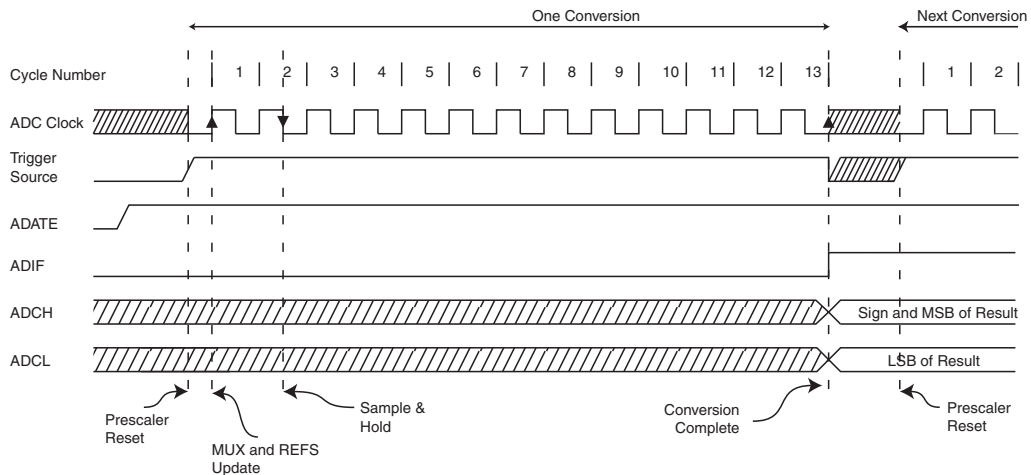 One Conversion
Next Conversion
Cycle Number
1 2 3 4 5 6 7 8 9 10 11 12 13 1 2
ADC Clock
Trigger
Source
ADATE
ADIF
ADCH
Sign and MSB of Result
ADCL
LSB of Result
Prescaler
Reset
MUX and REFS
Update
Sample &
Hold
Conversion
Complete
Prescaler
Reset